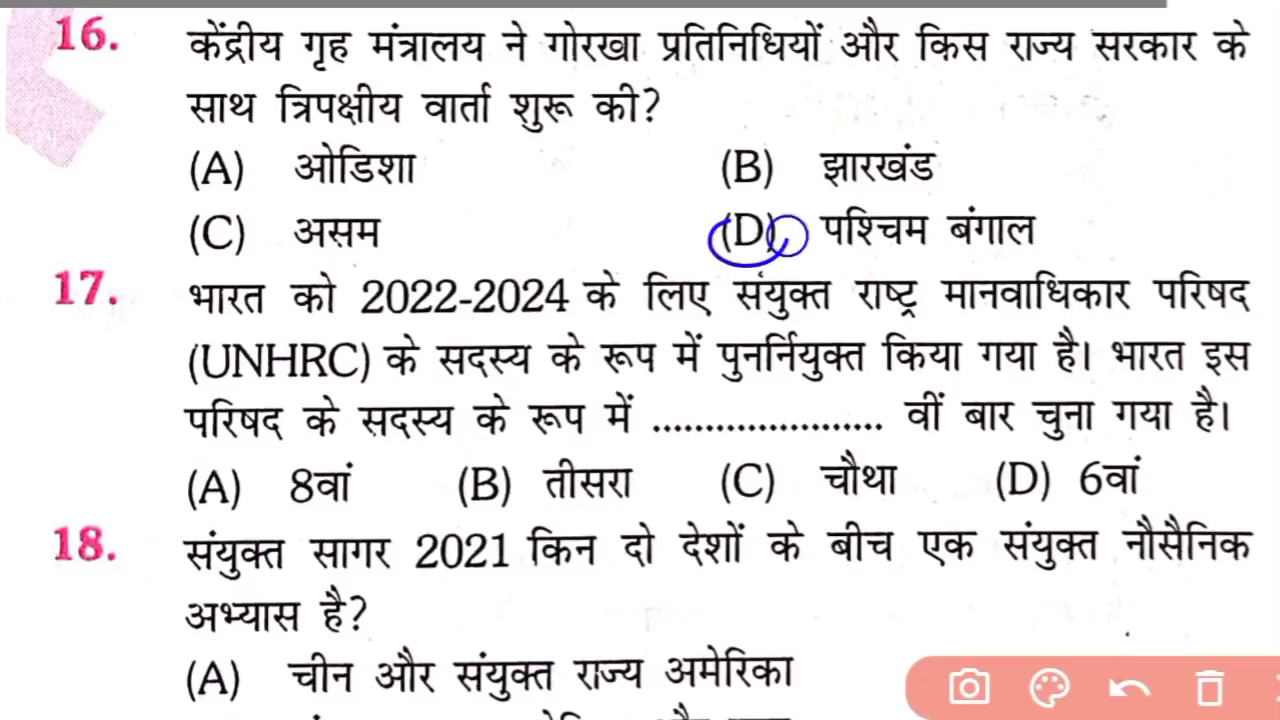 16. केंद्रीय गृह मंत्रालय ने गोरखा प्रतिनिधियों और किस राज्य सरकार के
साथ त्रिपक्षीय वार्ता शुरू की?
(A) ओडिशा (B) झारखंड
(C) असम (D) पश्चिम बंगाल
17. भारत को 2022-2024 के लिए संयुक्त राष्ट्र मानवाधिकार परिषद
(UNHRC) के सदस्य के रूप में पुनर्नियुक्त किया गया है। भारत इस
परिषद के सदस्य के रूप में ...................... वीं बार चुना गया है।
(A) 8वां (B) तीसरा (C) चौथा (D) 6वां
18. संयुक्त सागर 2021 किन दो देशों के बीच एक संयुक्त नौसैनिक
अभ्यास है?
(A) चीन और संयुक्त राज्य अमेरिका